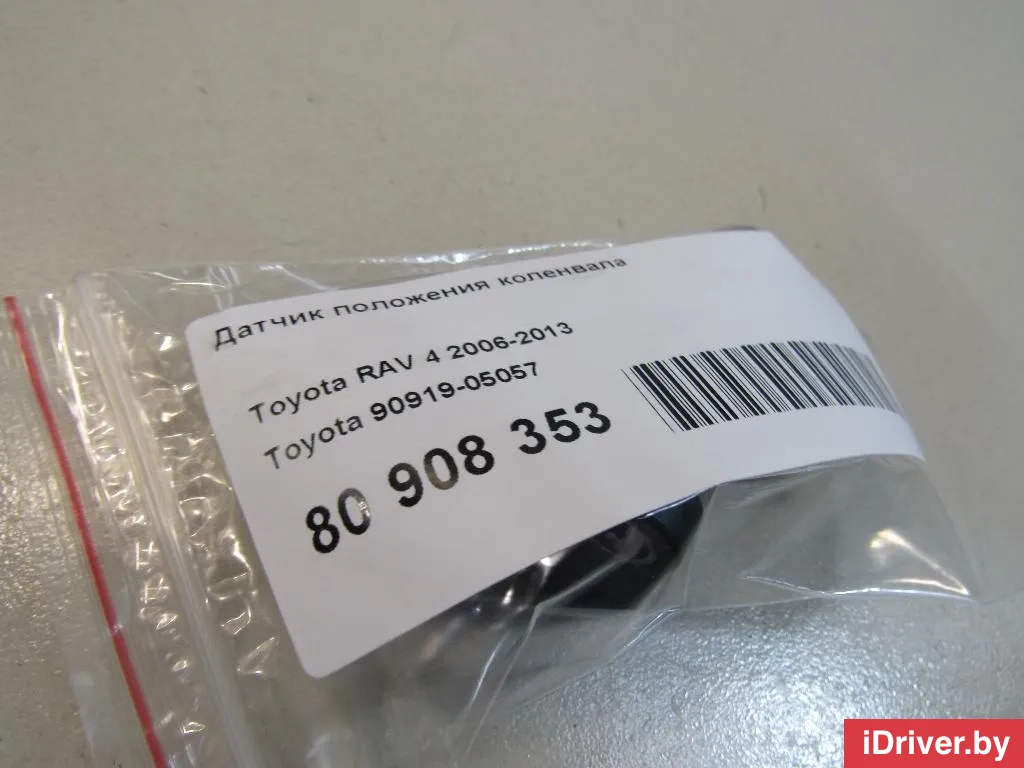 Датчик положения коленвала
Toyota RAV 4 2006-2013
Toyota 90919-05057
80 908 353
iDriver.by